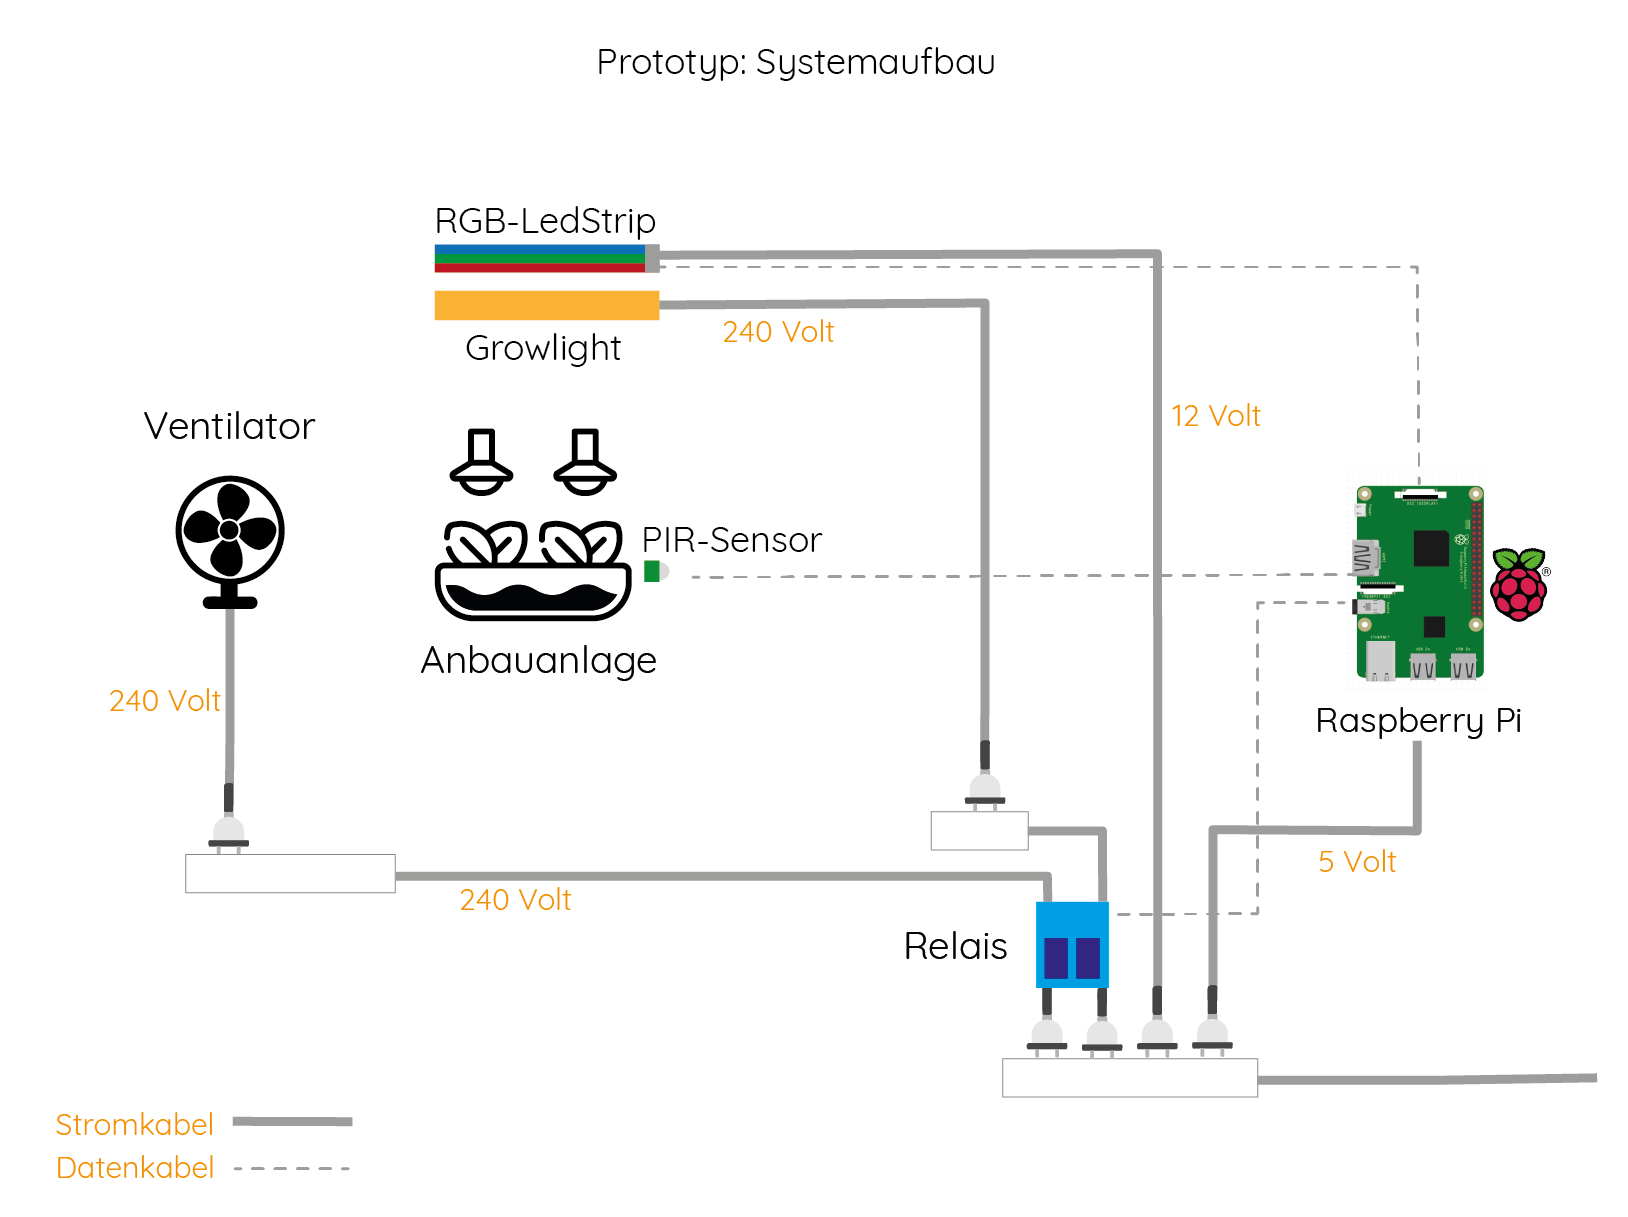 Prototyp: Systemaufbau
RGB-LedStrip
Growlight
240 Volt
12 Volt
Ventilator
PIR-Sensor
Anbauanlage
240 Volt
Raspberry Pi
®
5 Volt
240 Volt
Relais
Stromkabel
Datenkabel